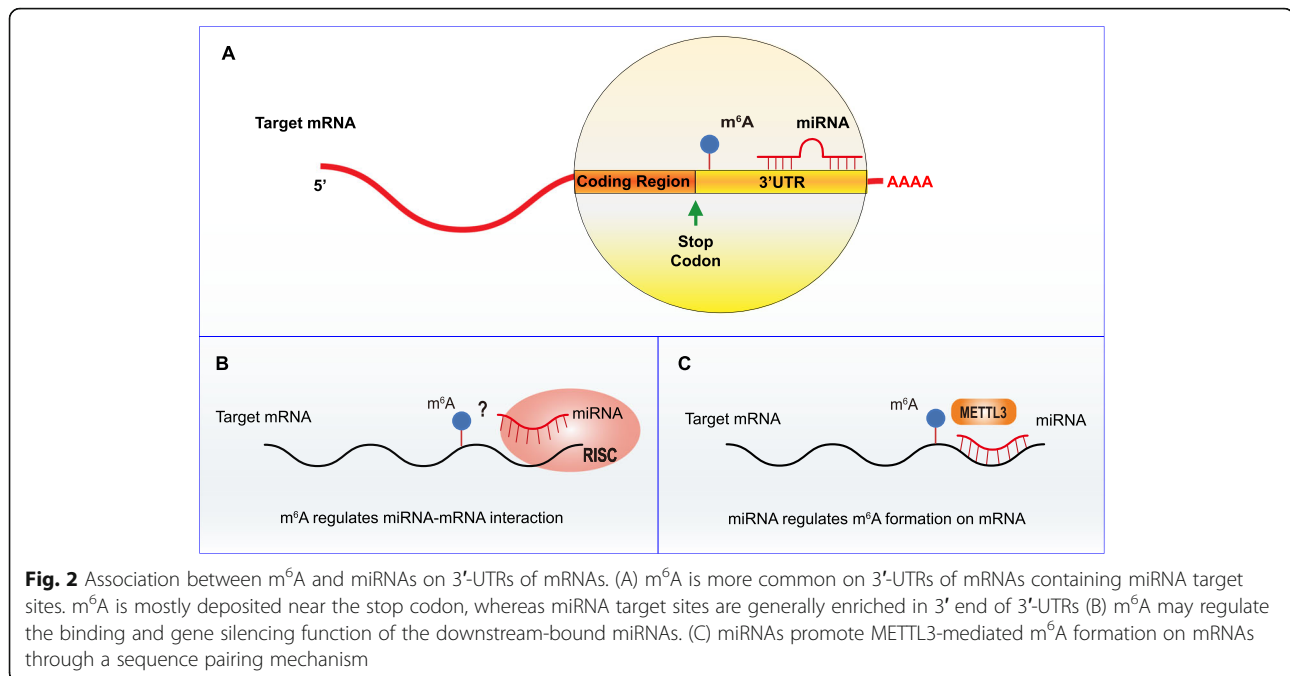 A
Target mRNA
m⁶A
miRNA
5’
Coding Region
3’UTR
AAAA
Stop
Codon
B
m⁶A
?
miRNA
Target mRNA
RISC
m⁶A regulates miRNA-mRNA interaction
C
m⁶A
METTL3
miRNA
Target mRNA
miRNA regulates m⁶A formation on mRNA
Fig. 2 Association between m⁶A and miRNAs on 3′-UTRs of mRNAs. (A) m⁶A is more common on 3′-UTRs of mRNAs containing miRNA target
sites. m⁶A is mostly deposited near the stop codon, whereas miRNA target sites are generally enriched in 3′ end of 3′-UTRs (B) m⁶A may regulate
the binding and gene silencing function of the downstream-bound miRNAs. (C) miRNAs promote METTL3-mediated m⁶A formation on mRNAs
through a sequence pairing mechanism